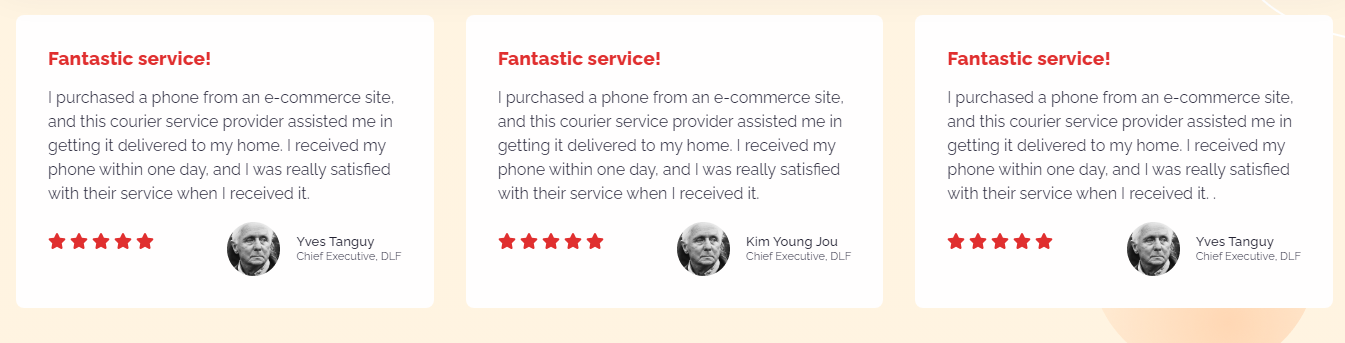 Fantastic service!
I purchased a phone from an e-commerce site,
and this courier service provider assisted me in
getting it delivered to my home. I received my
phone within one day, and I was really satisfied
with their service when I received it.
Yves Tanguy
Chief Executive, DLF
Fantastic service!
I purchased a phone from an e-commerce site,
and this courier service provider assisted me in
getting it delivered to my home. I received my
phone within one day, and I was really satisfied
with their service when I received it.
Kim Young Jou
Chief Executive, DLF
Fantastic service!
I purchased a phone from an e-commerce site,
and this courier service provider assisted me in
getting it delivered to my home. I received my
phone within one day, and I was really satisfied
with their service when I received it. .
Yves Tanguy
Chief Executive, DLF